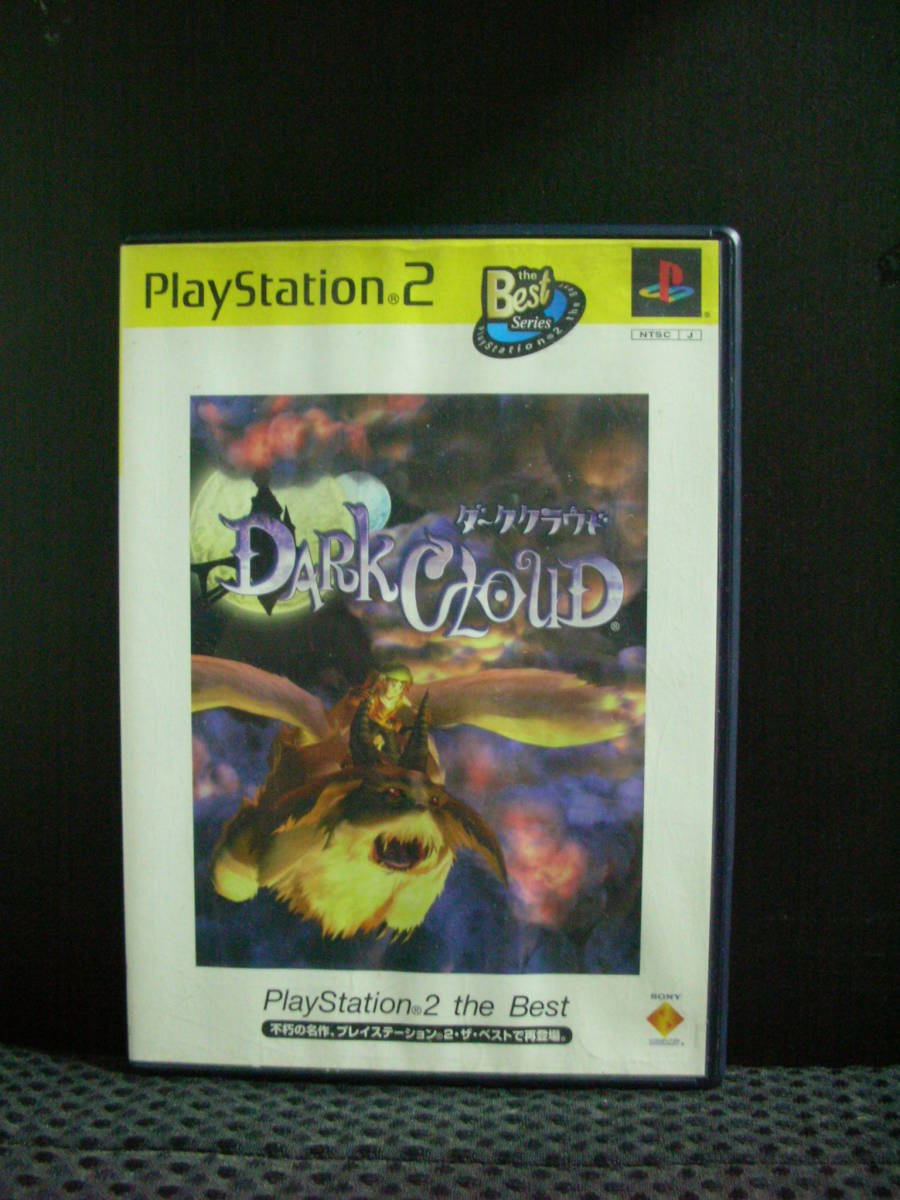 PlayStation®2
the Best Series
PlayStation®2 the Best
NTSC J
ダーククラウド
DARK CLOUD®
PlayStation®2 the Best
不朽の名作、プレイステーション®2・ザ・ベストで再登場。
SONY